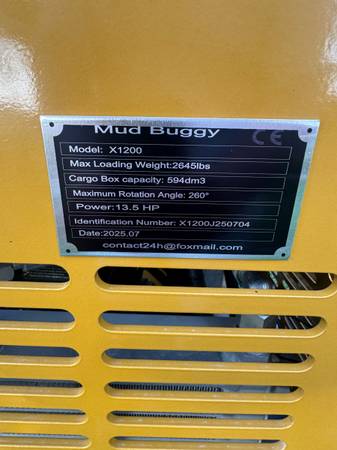 Mud Buggy CE
Model: X1200
Max Loading Weight:2645lbs
Cargo Box capacity: 594dm3
Maximum Rotation Angle: 260°
Power:13.5 HP
Identification Number: X1200J250704
Date:2025.07
contact24h@foxmail.com